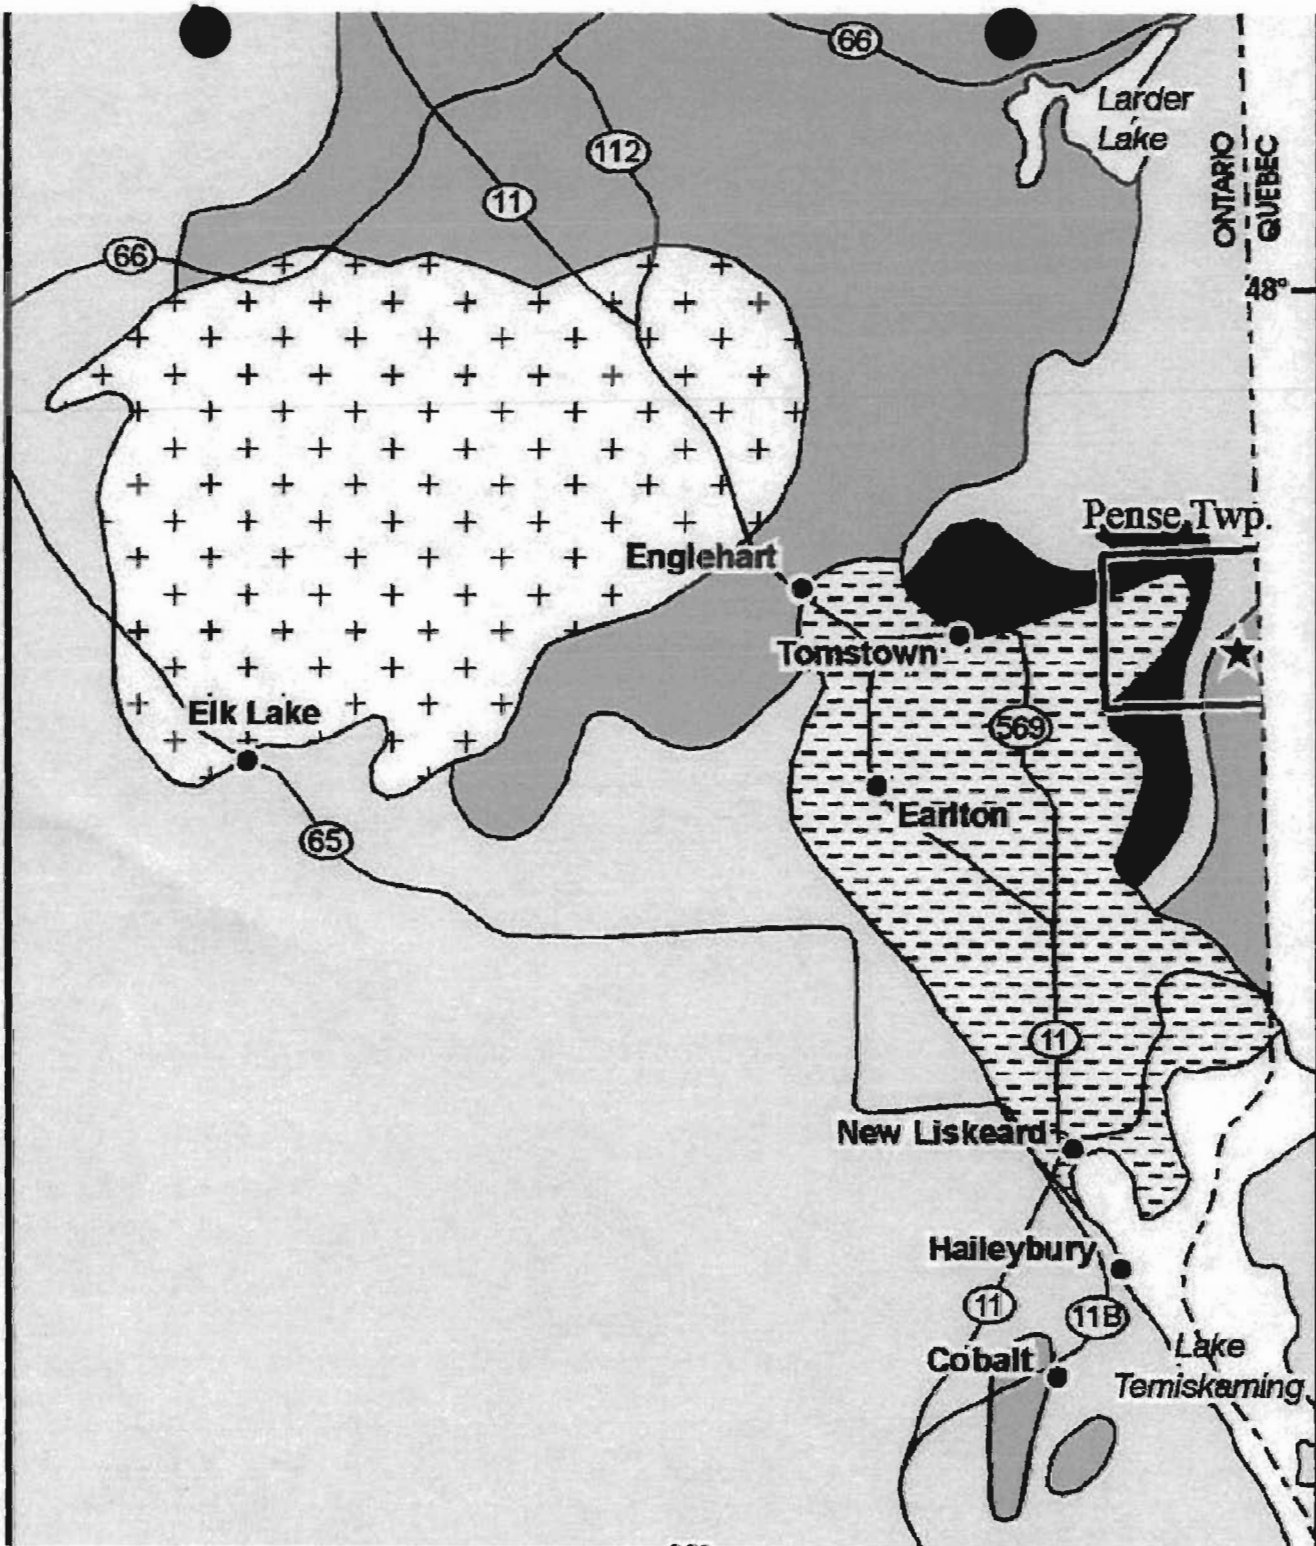 66
Larder
Lake
ONTARIO
QUEBEC
112
11
66
48°
Pense Twp.
Englehart
Tomstown
Elk Lake
569
Earlton
65
11
New Liskeard
Haileybury
11
11B
Cobalt
Lake
Temiskaming